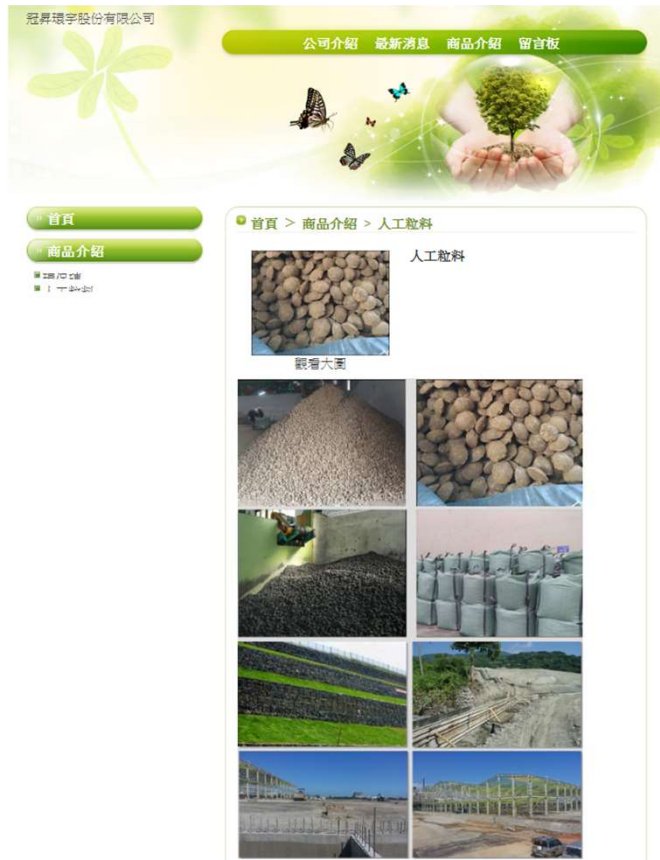 冠昇環宇股份有限公司
公司介紹 最新消息 商品介紹 留言板
首頁
商品介紹
首頁 > 商品介紹 > 人工粒料
人工粒料
觀看大圖